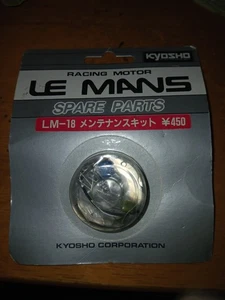 KYOSHO
RACING MOTOR
LE MANS
SPARE PARTS
LM-18 メンテナンスキット ¥450
KYOSHO CORPORATION